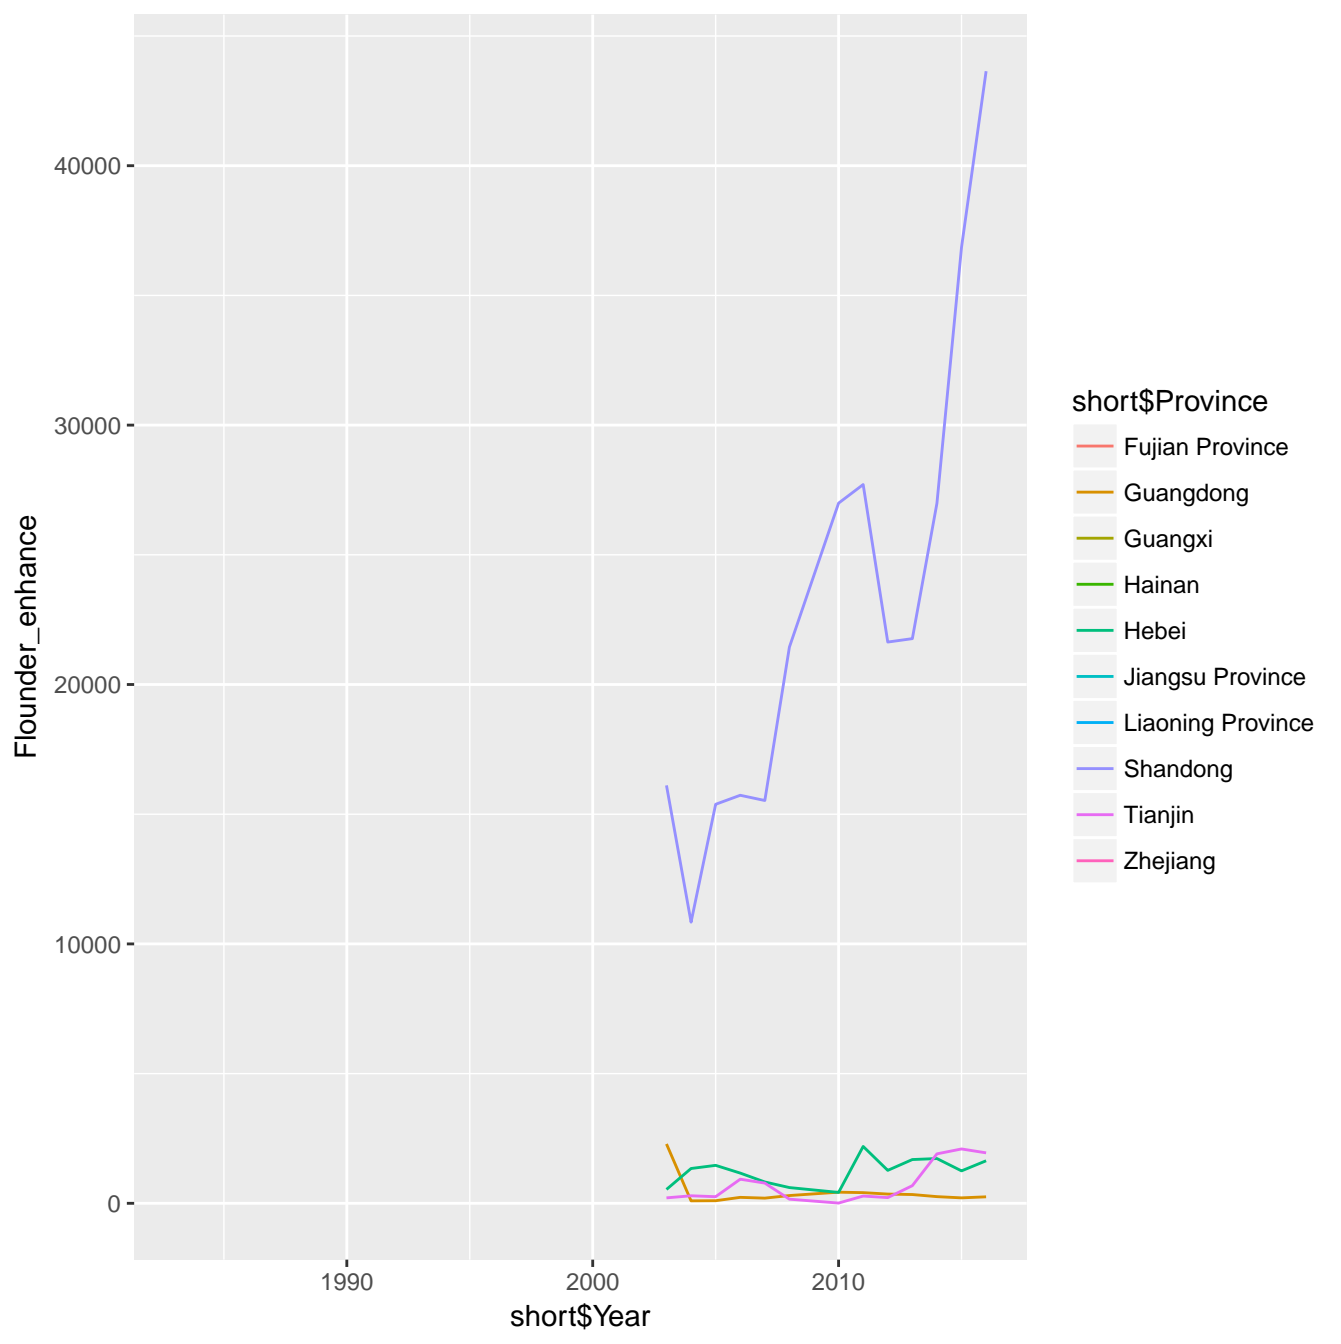 40000
30000
20000
10000
0
Flounder_enhance
1990
2000
2010
short$Year
short$Province
Fujian Province
Guangdong
Guangxi
Hainan
Hebei
Jiangsu Province
Liaoning Province
Shandong
Tianjin
Zhejiang